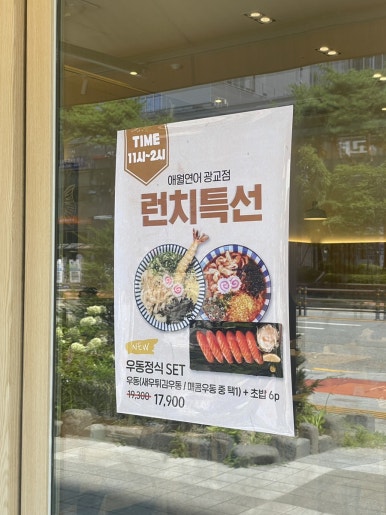 TIME
11시-2시
애월연어 광교점
런치특선
NEW
우동정식 SET
우동(새우튀김우동 / 매콤우동 중 택1) + 초밥 6p
19,300 17,900